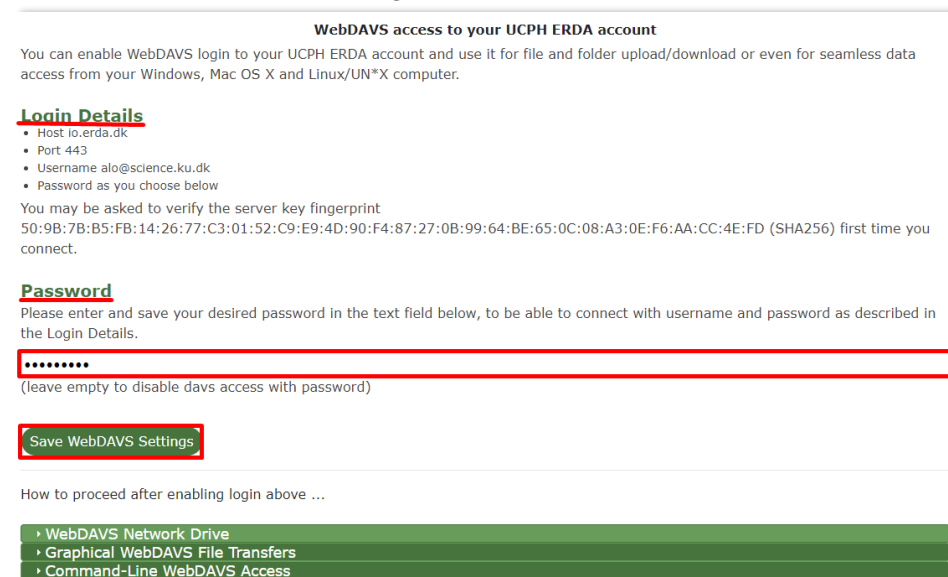 WebDAVS access to your UCPH ERDA account
You can enable WebDAVS login to your UCPH ERDA account and use it for file and folder upload/download or even for seamless data
access from your Windows, Mac OS X and Linux/UN*X computer.
Login Details
• Host io.erda.dk
• Port 443
• Username alo@science.ku.dk
• Password as you choose below
You may be asked to verify the server key fingerprint
50:9B:7B:B5:FB:14:26:77:C3:01:52:C9:E9:4D:90:F4:87:27:0B:99:64:BE:65:0C:08:A3:0E:F6:AA:CC:4E:FD (SHA256) first time you
connect.
Password
Please enter and save your desired password in the text field below, to be able to connect with username and password as described in
the Login Details.
•••••••••
(leave empty to disable davs access with password)
Save WebDAVS Settings
How to proceed after enabling login above ...
WebDAVS Network Drive
Graphical WebDAVS File Transfers
Command-Line WebDAVS Access